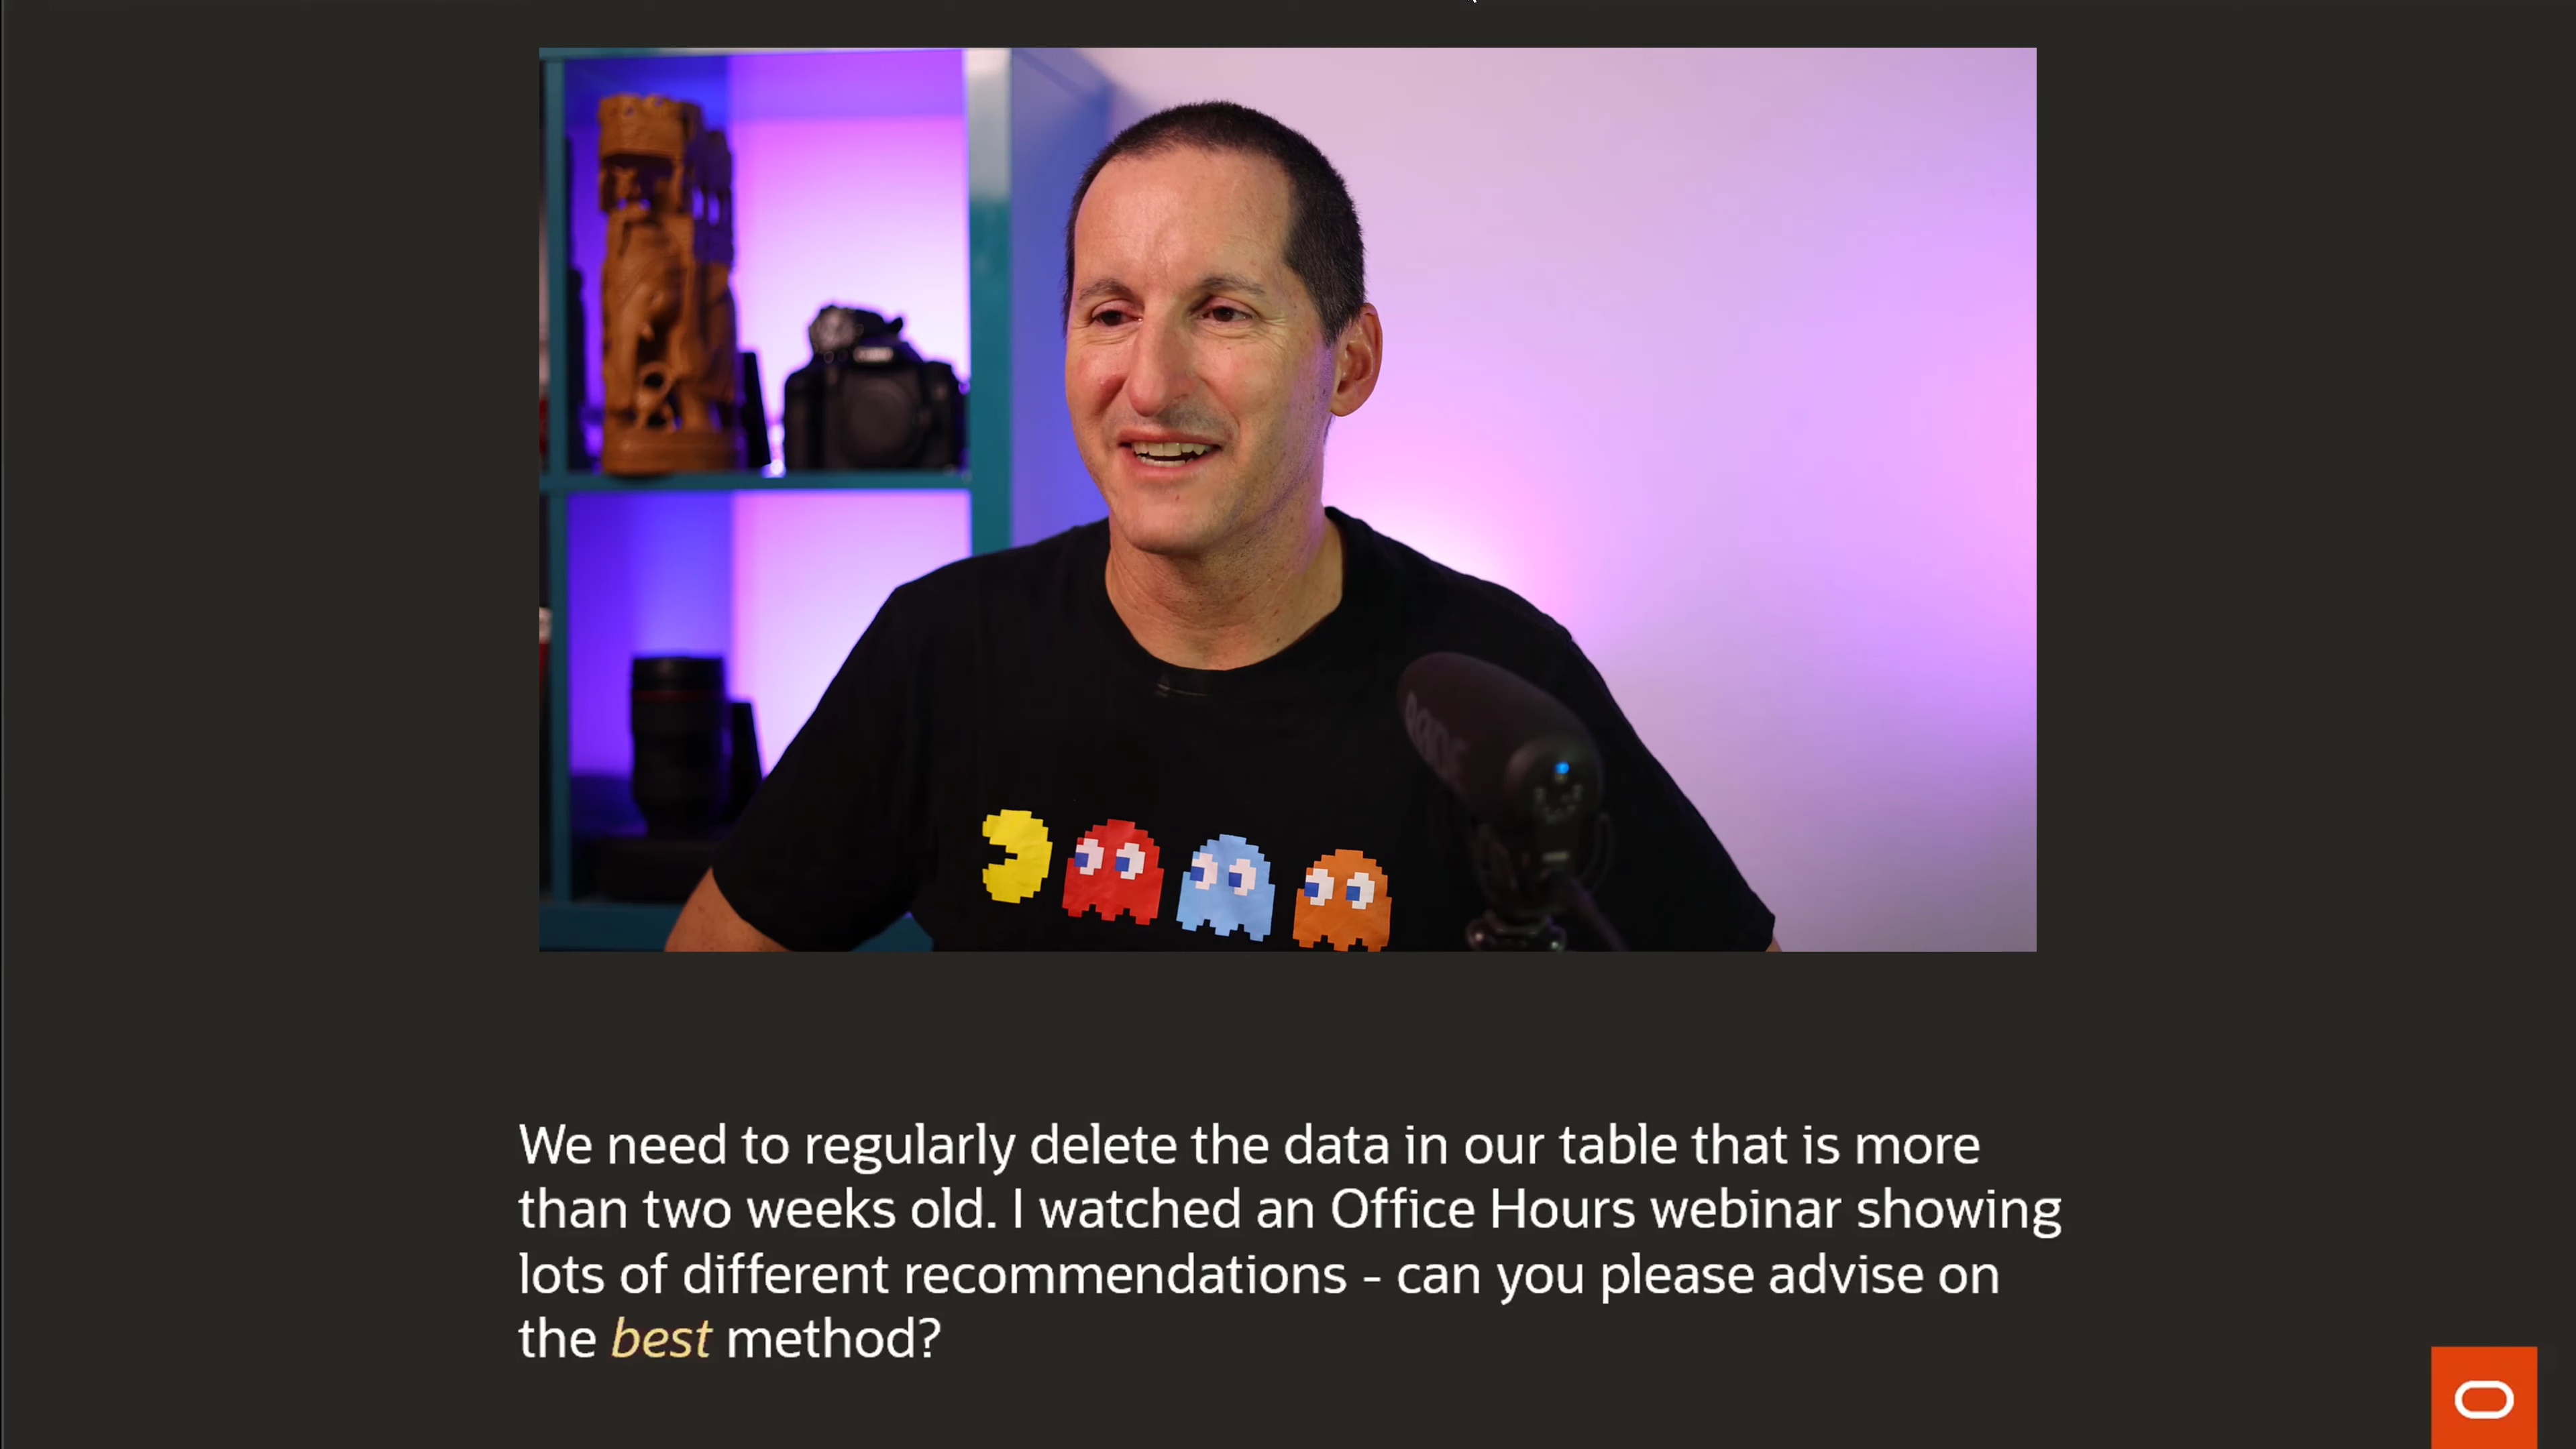 We need to regularly delete the data in our table that is more
than two weeks old. I watched an Office Hours webinar showing
lots of different recommendations - can you please advise on
the best method?